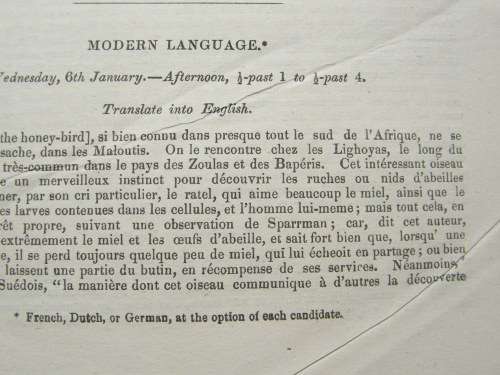 MODERN LANGUAGE.*
Wednesday, 6th January.—Afternoon, ½-past 1 to ½-past 4.
Translate into English.
the honey-bird], si bien connu dans presque tout le sud de l'Afrique, ne se
sache, dans les Maloutis. On le rencontre chez les Lighoyas, le long du
très-commun dans le pays des Zoulas et des Bapéris. Cet intéressant oiseau
e un merveilleux instinct pour découvrir les ruches ou nids d'abeilles
ner, par son cri particulier, le ratel, qui aime beaucoup le miel, ainsi que le
es larves contenues dans les cellules, et l'homme lui-meme; mais tout cela, en
rêt propre, suivant une observation de Sparrman; car, dit cet auteur,
extrêmement le miel et les œufs d'abeille, et sait fort bien que, lorsqu' une
e, il se perd toujours quelque peu de miel, qui lui échoeit en partage; ou bien
laissent une partie du butin, en récompense de ses services. Néanmoins
Suédois, "la manière dont cet oiseau communique à d'autres la découverte
* French, Dutch, or German, at the option of each candidate.